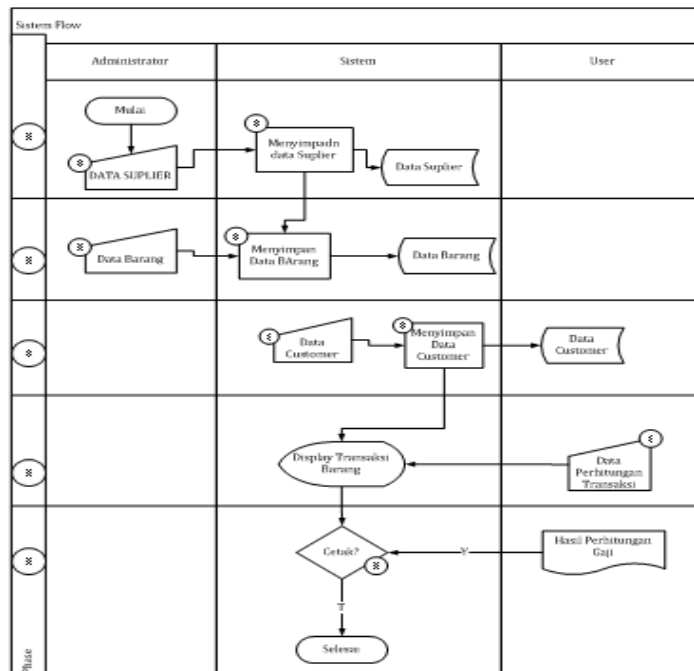 Sistem Flow
Administrator
Sistem
User
Mulai
DATA SUPLIER
Menyimpadn
data Suplier
Data Suplier
Data Barang
Menyimpan
Data BArang
Data Barang
Data
Customer
Menyimpan
Data
Customer
Data
Customer
Display Transaksi
Barang
Data
Perhitungan
Transaksi
Cetak?
Y
Hasil Perhitungan
Gaji
T
Selesai
Phase